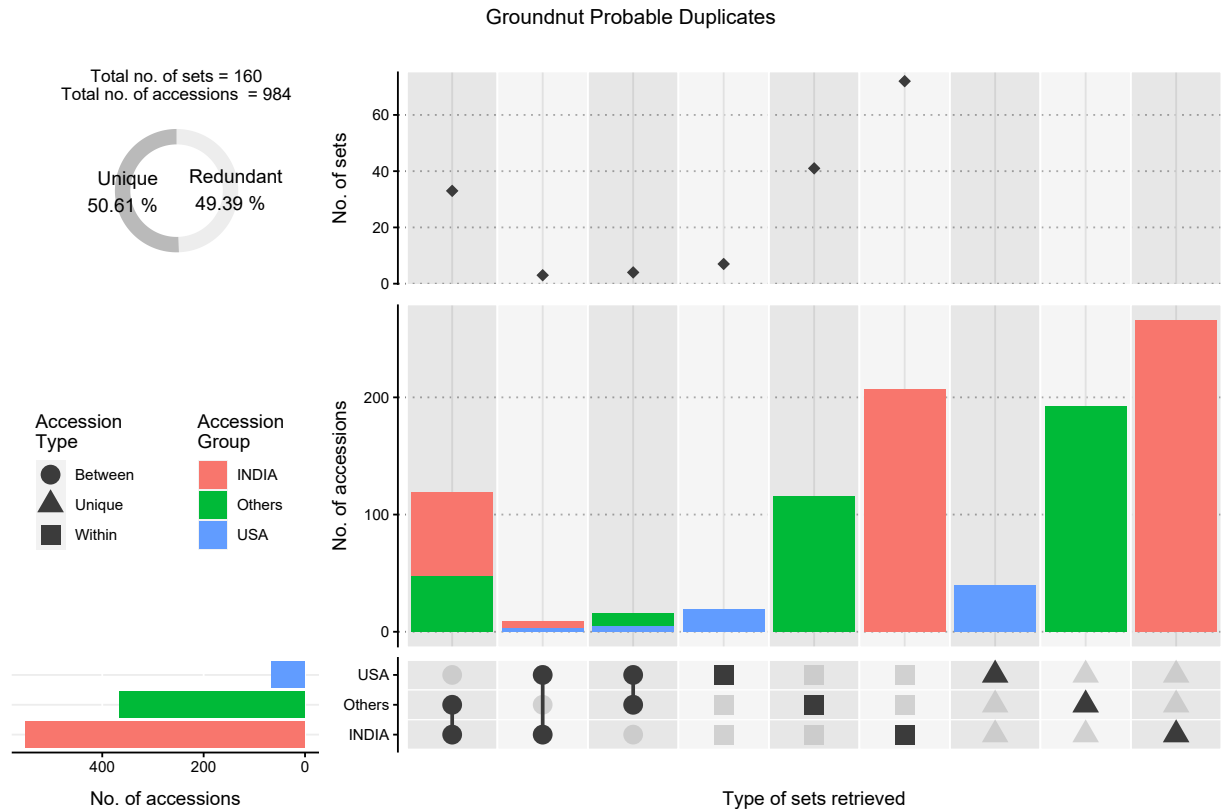 Groundnut Probable Duplicates
Total no. of sets = 160
Total no. of accessions  = 984
Unique
50.61 %
Redundant
49.39 %
No. of sets
60
40
20
0
No. of accessions
200
100
0
Accession
Type
Between
Unique
Within
Accession
Group
INDIA
Others
USA
USA
Others
INDIA
400
200
0
No. of accessions
Type of sets retrieved